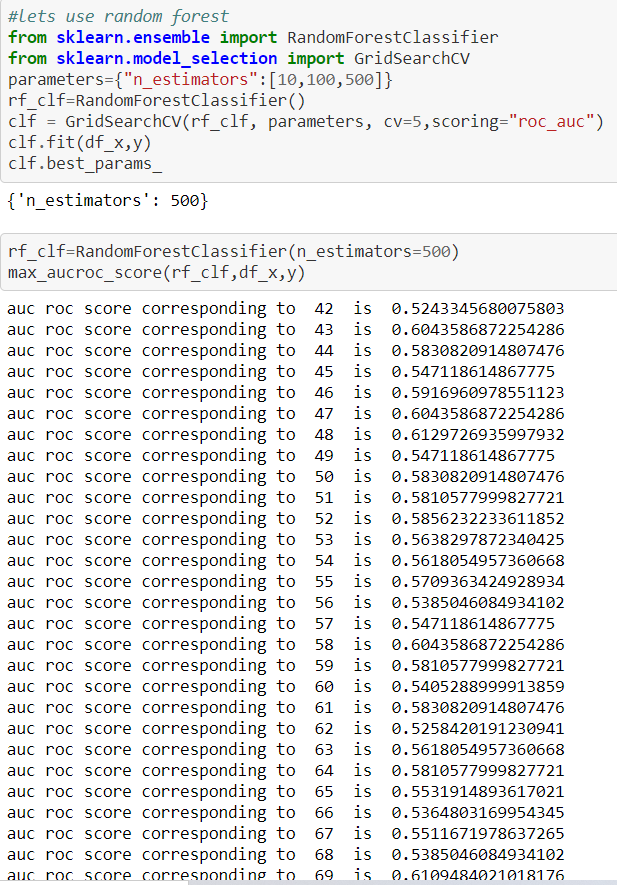 #lets use random forest
from sklearn.ensemble import RandomForestClassifier
from sklearn.model_selection import GridSearchCV
parameters={"n_estimators":[10,100,500]}
rf_clf=RandomForestClassifier()
clf = GridSearchCV(rf_clf, parameters, cv=5,scoring="roc_auc")
clf.fit(df_x,y)
clf.best_params_
{'n_estimators': 500}
rf_clf=RandomForestClassifier(n_estimators=500)
max_aucroc_score(rf_clf,df_x,y)
auc roc score corresponding to  42  is  0.5243345680075803
auc roc score corresponding to  43  is  0.6043586872254286
auc roc score corresponding to  44  is  0.5830820914807476
auc roc score corresponding to  45  is  0.547118614867775
auc roc score corresponding to  46  is  0.5916960978551123
auc roc score corresponding to  47  is  0.6043586872254286
auc roc score corresponding to  48  is  0.6129726935997932
auc roc score corresponding to  49  is  0.547118614867775
auc roc score corresponding to  50  is  0.5830820914807476
auc roc score corresponding to  51  is  0.5810577999827721
auc roc score corresponding to  52  is  0.5856232233611852
auc roc score corresponding to  53  is  0.5638297872340425
auc roc score corresponding to  54  is  0.5618054957360668
auc roc score corresponding to  55  is  0.5709363424928934
auc roc score corresponding to  56  is  0.5385046084934102
auc roc score corresponding to  57  is  0.547118614867775
auc roc score corresponding to  58  is  0.6043586872254286
auc roc score corresponding to  59  is  0.5810577999827721
auc roc score corresponding to  60  is  0.5405288999913859
auc roc score corresponding to  61  is  0.5830820914807476
auc roc score corresponding to  62  is  0.5258420191230941
auc roc score corresponding to  63  is  0.5618054957360668
auc roc score corresponding to  64  is  0.5810577999827721
auc roc score corresponding to  65  is  0.5531914893617021
auc roc score corresponding to  66  is  0.5364803169954345
auc roc score corresponding to  67  is  0.5511671978637265
auc roc score corresponding to  68  is  0.5385046084934102
auc roc score corresponding to  69  is  0.6109484021018176